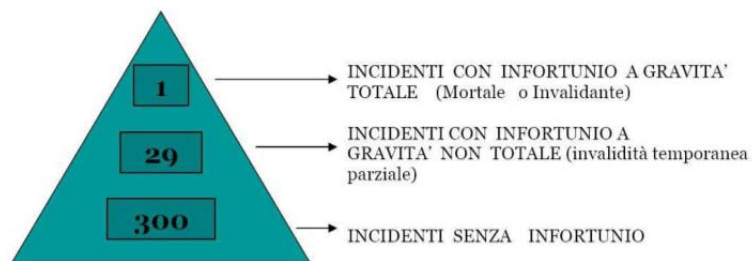 1
INCIDENTI CON INFORTUNIO A GRAVITA'
TOTALE (Mortale o Invalidante)
29
INCIDENTI CON INFORTUNIO A
GRAVITA' NON TOTALE (invalidità temporanea
parziale)
300
INCIDENTI SENZA INFORTUNIO